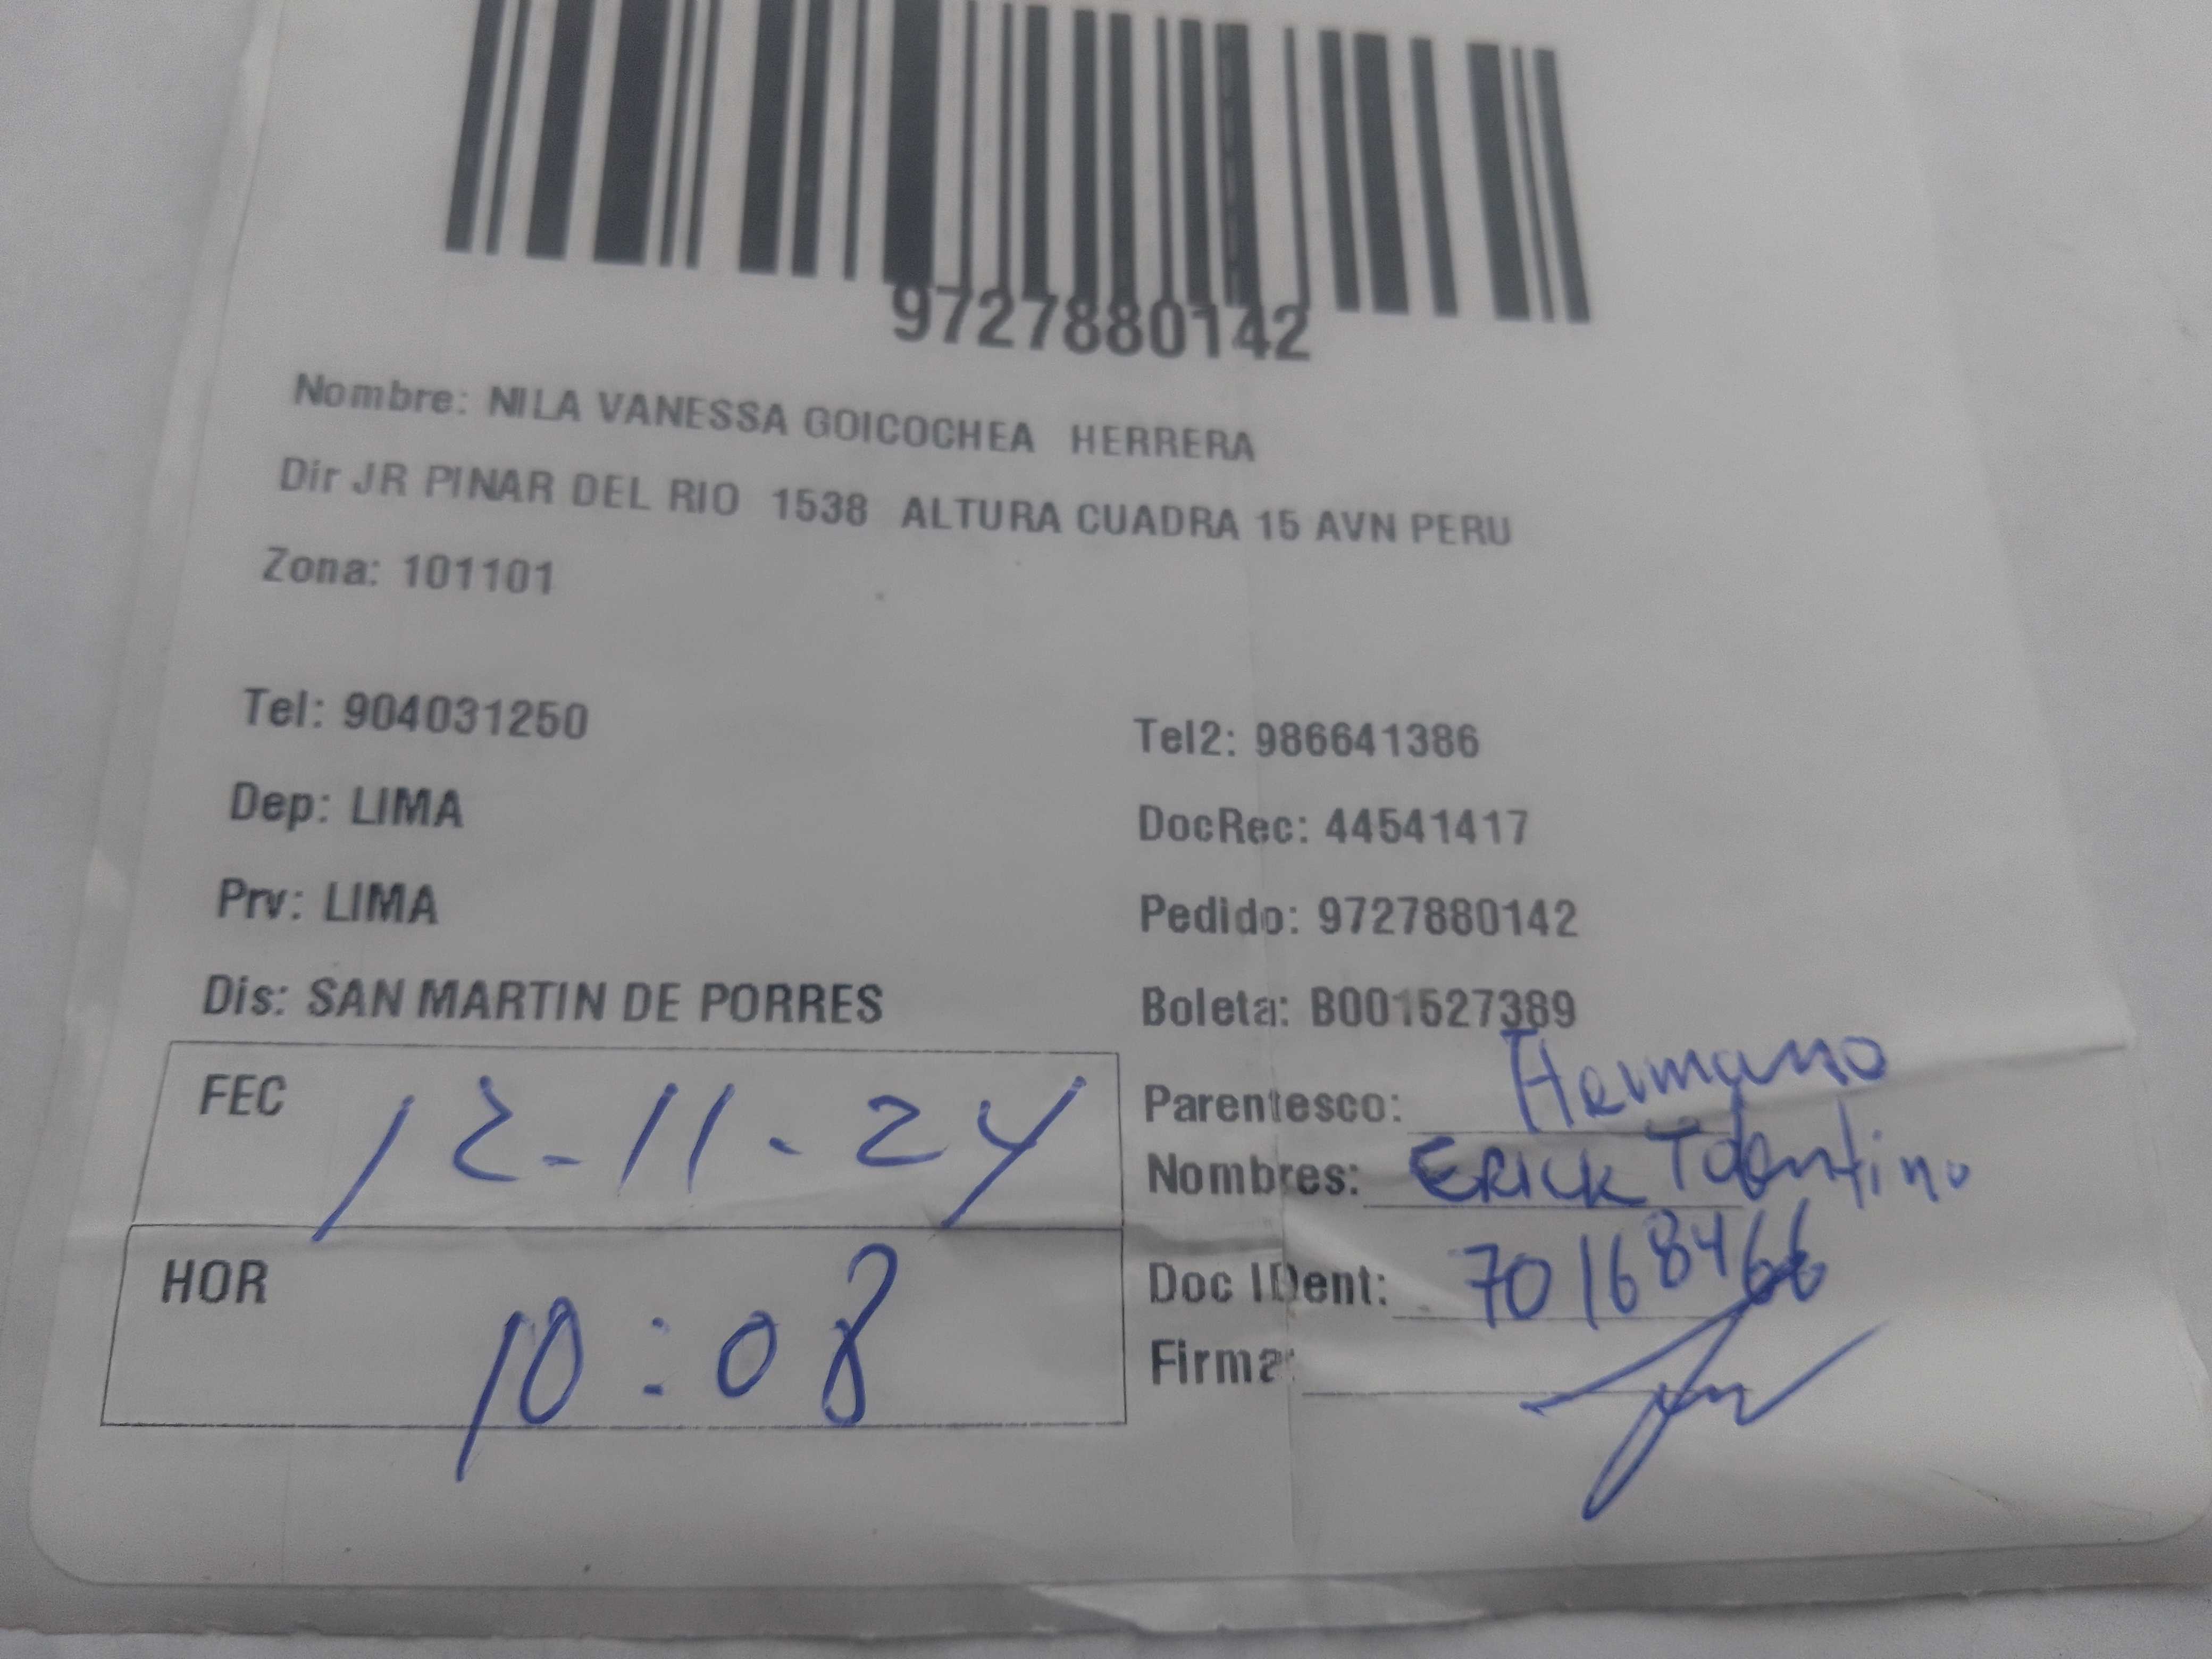 9727880142
Nombre: NILA VANESSA GOICOCHEA HERRERA
Dir JR PINAR DEL RIO 1538 ALTURA CUADRA 15 AVN PERU
Zona: 101101
Tel: 904031250
Tel2: 986641386
Dep: LIMA
DocRec: 44541417
Prv: LIMA
Pedido: 9727880142
Dis: SAN MARTIN DE PORRES
Boleta: B001527389
FEC 12-11-24
Parentesco: Hermano
Nombres: ERICK
HOR 10:08
Doc IDent: 70168466
Firma: